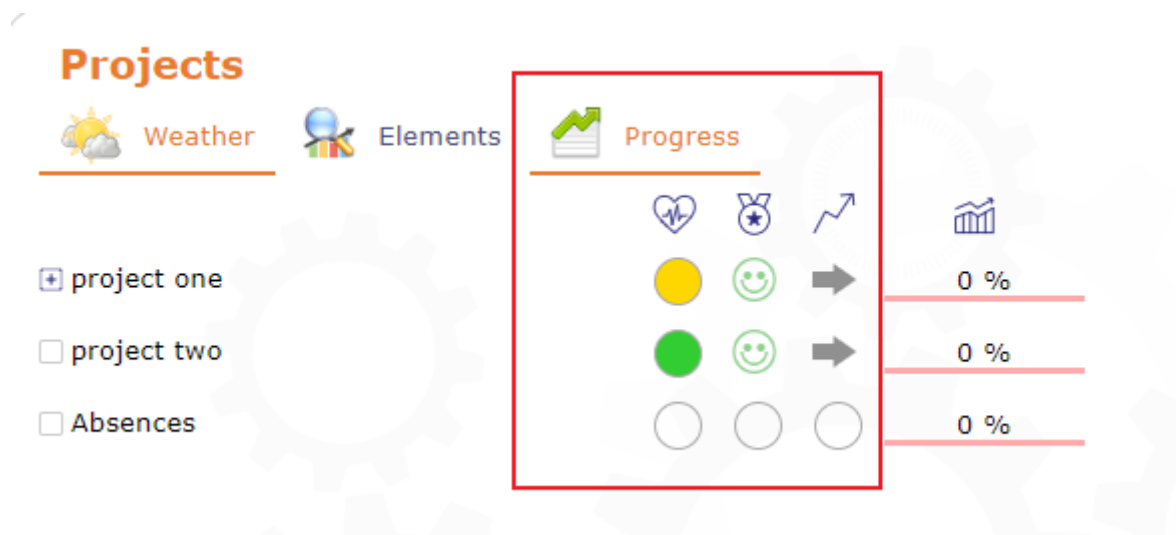 Projects
Weather Elements Progress
project one 0 %
project two 0 %
Absences 0 %